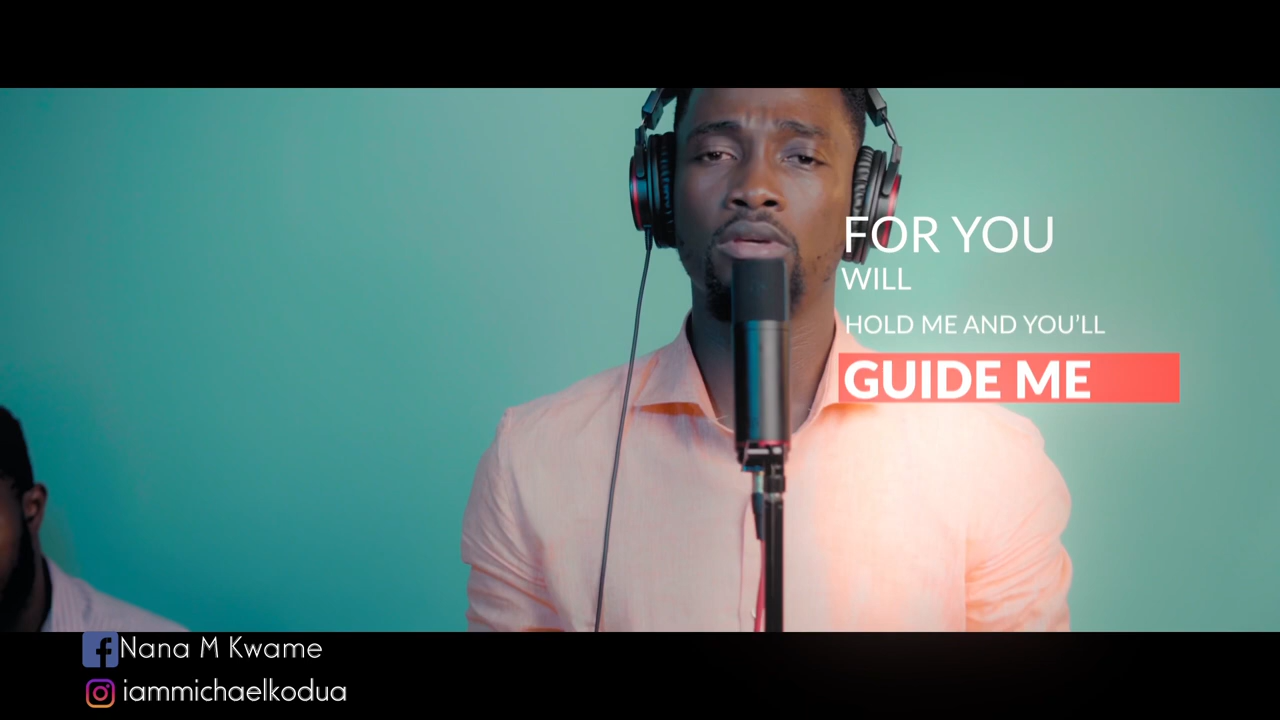 FOR YOU
WILL
HOLD ME AND YOU'LL
GUIDE ME
Nana M Kwame
iammichaelkodua